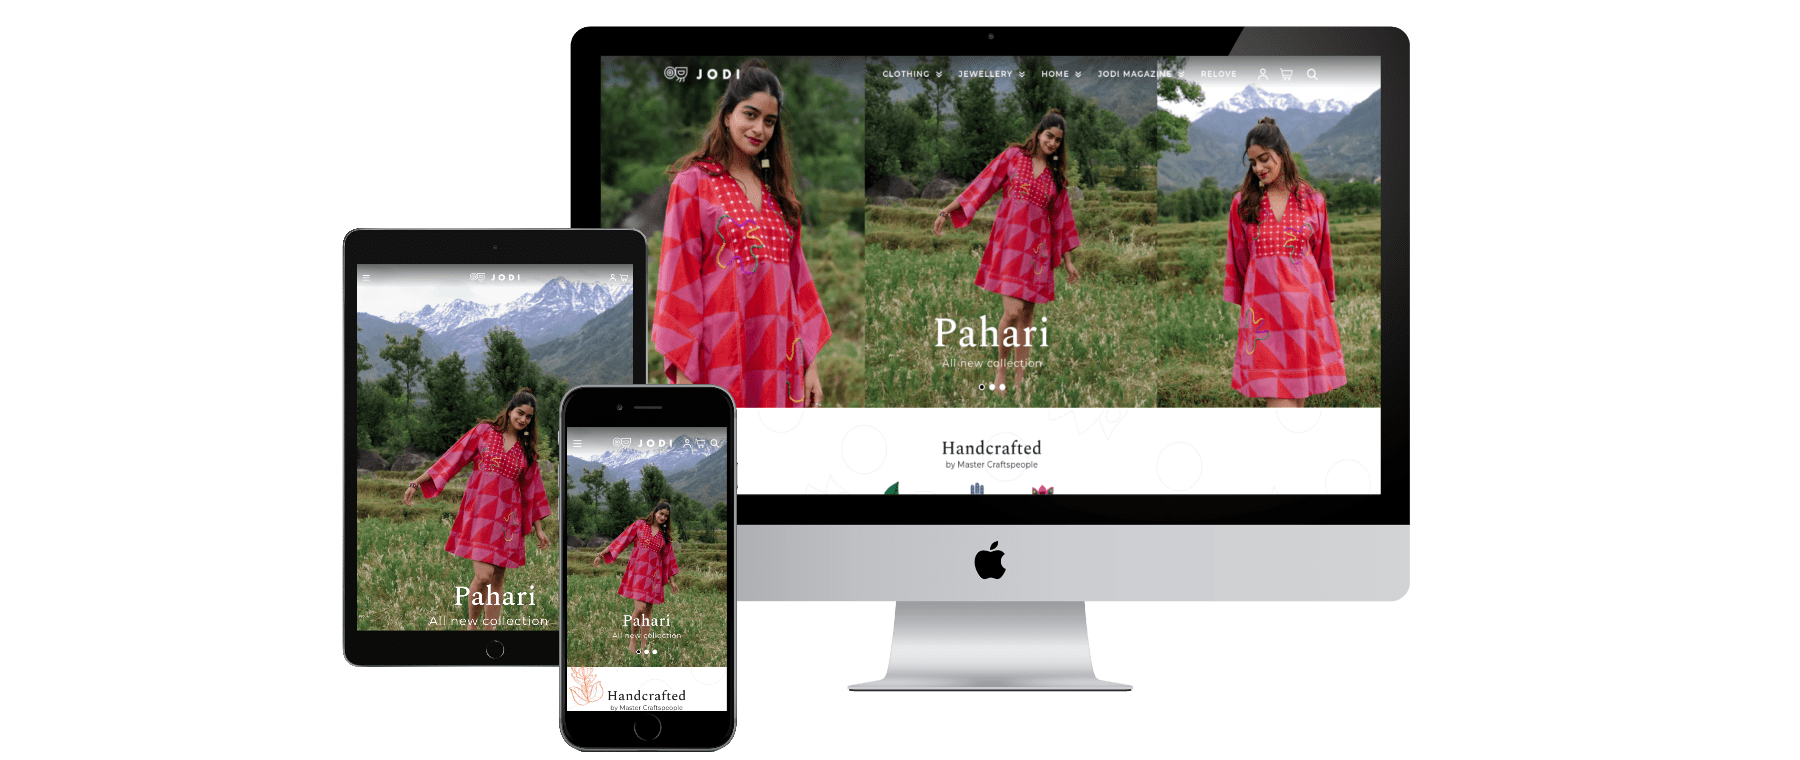 JODI
CLOTHING JEWELLERY HOME JODI MAGAZINE RELOVE
Pahari
All new collection
Handcrafted
by Master Craftspeople
JODI
Pahari
All new collection
JODI
Pahari
All new collection
Handcrafted
by Master Craftspeople